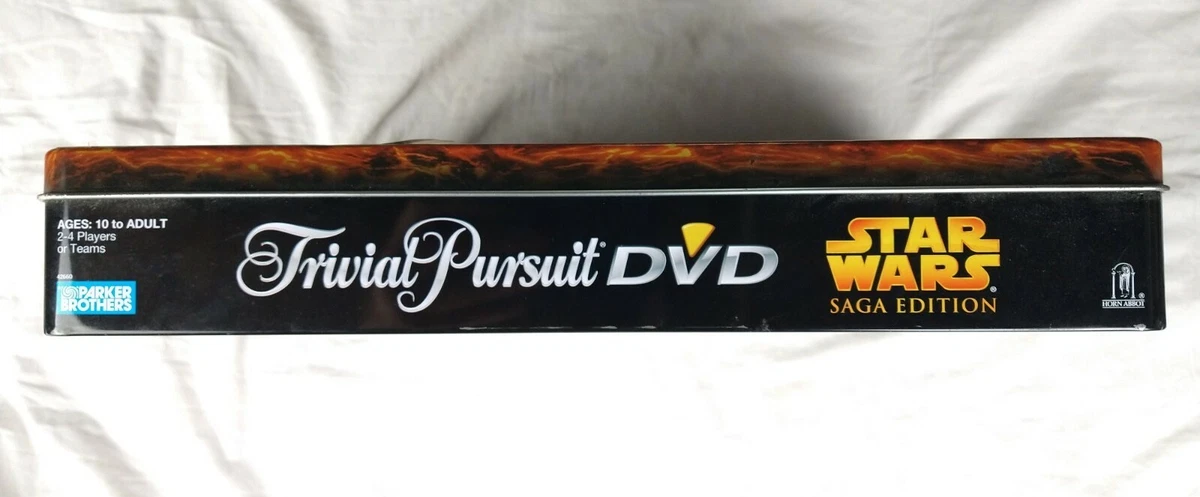 AGES: 10 to ADULT
2-4 Players
or Teams
42660
PARKER
BROTHERS
Trivial Pursuit® DVD
STAR
WARS®
SAGA EDITION
HORN ABBOT®